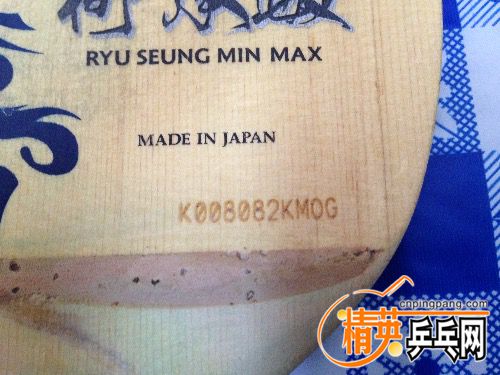 RYU SEUNG MIN MAX
MADE IN JAPAN
K008082KMOG
cnpingpang.com
精英乒乓网